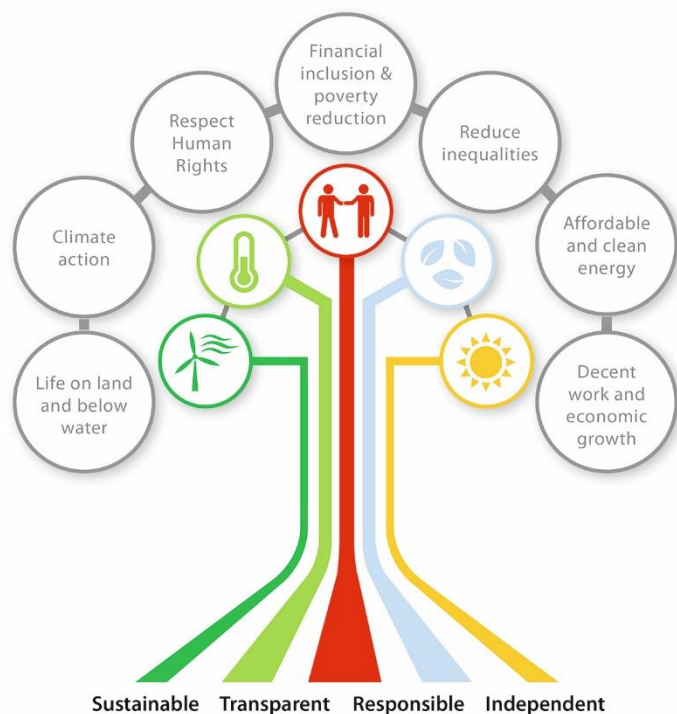 Financial
inclusion &
poverty
reduction
Respect
Human
Rights
Reduce
inequalities
Climate
action
Affordable
and clean
energy
Life on land
and below
water
Decent
work and
economic
growth
Sustainable Transparent Responsible Independent